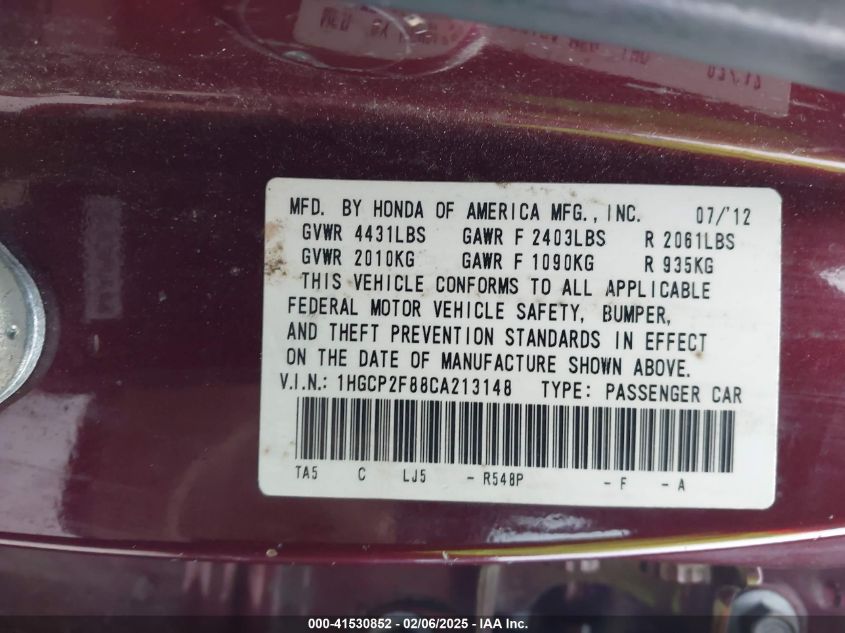 MFD. BY HONDA OF AMERICA MFG., INC. 07/'12
GVWR 4431LBS GAWR F 2403LBS R 2061LBS
GVWR 2010KG GAWR F 1090KG R 935KG
THIS VEHICLE CONFORMS TO ALL APPLICABLE
FEDERAL MOTOR VEHICLE SAFETY, BUMPER,
AND THEFT PREVENTION STANDARDS IN EFFECT
ON THE DATE OF MANUFACTURE SHOWN ABOVE.
V.I.N.: 1HGCP2F88CA213148 TYPE: PASSENGER CAR
TA5 C LJ5 - R548P - F - A
000-41530852 — 02/06/2025 — IAA Inc.